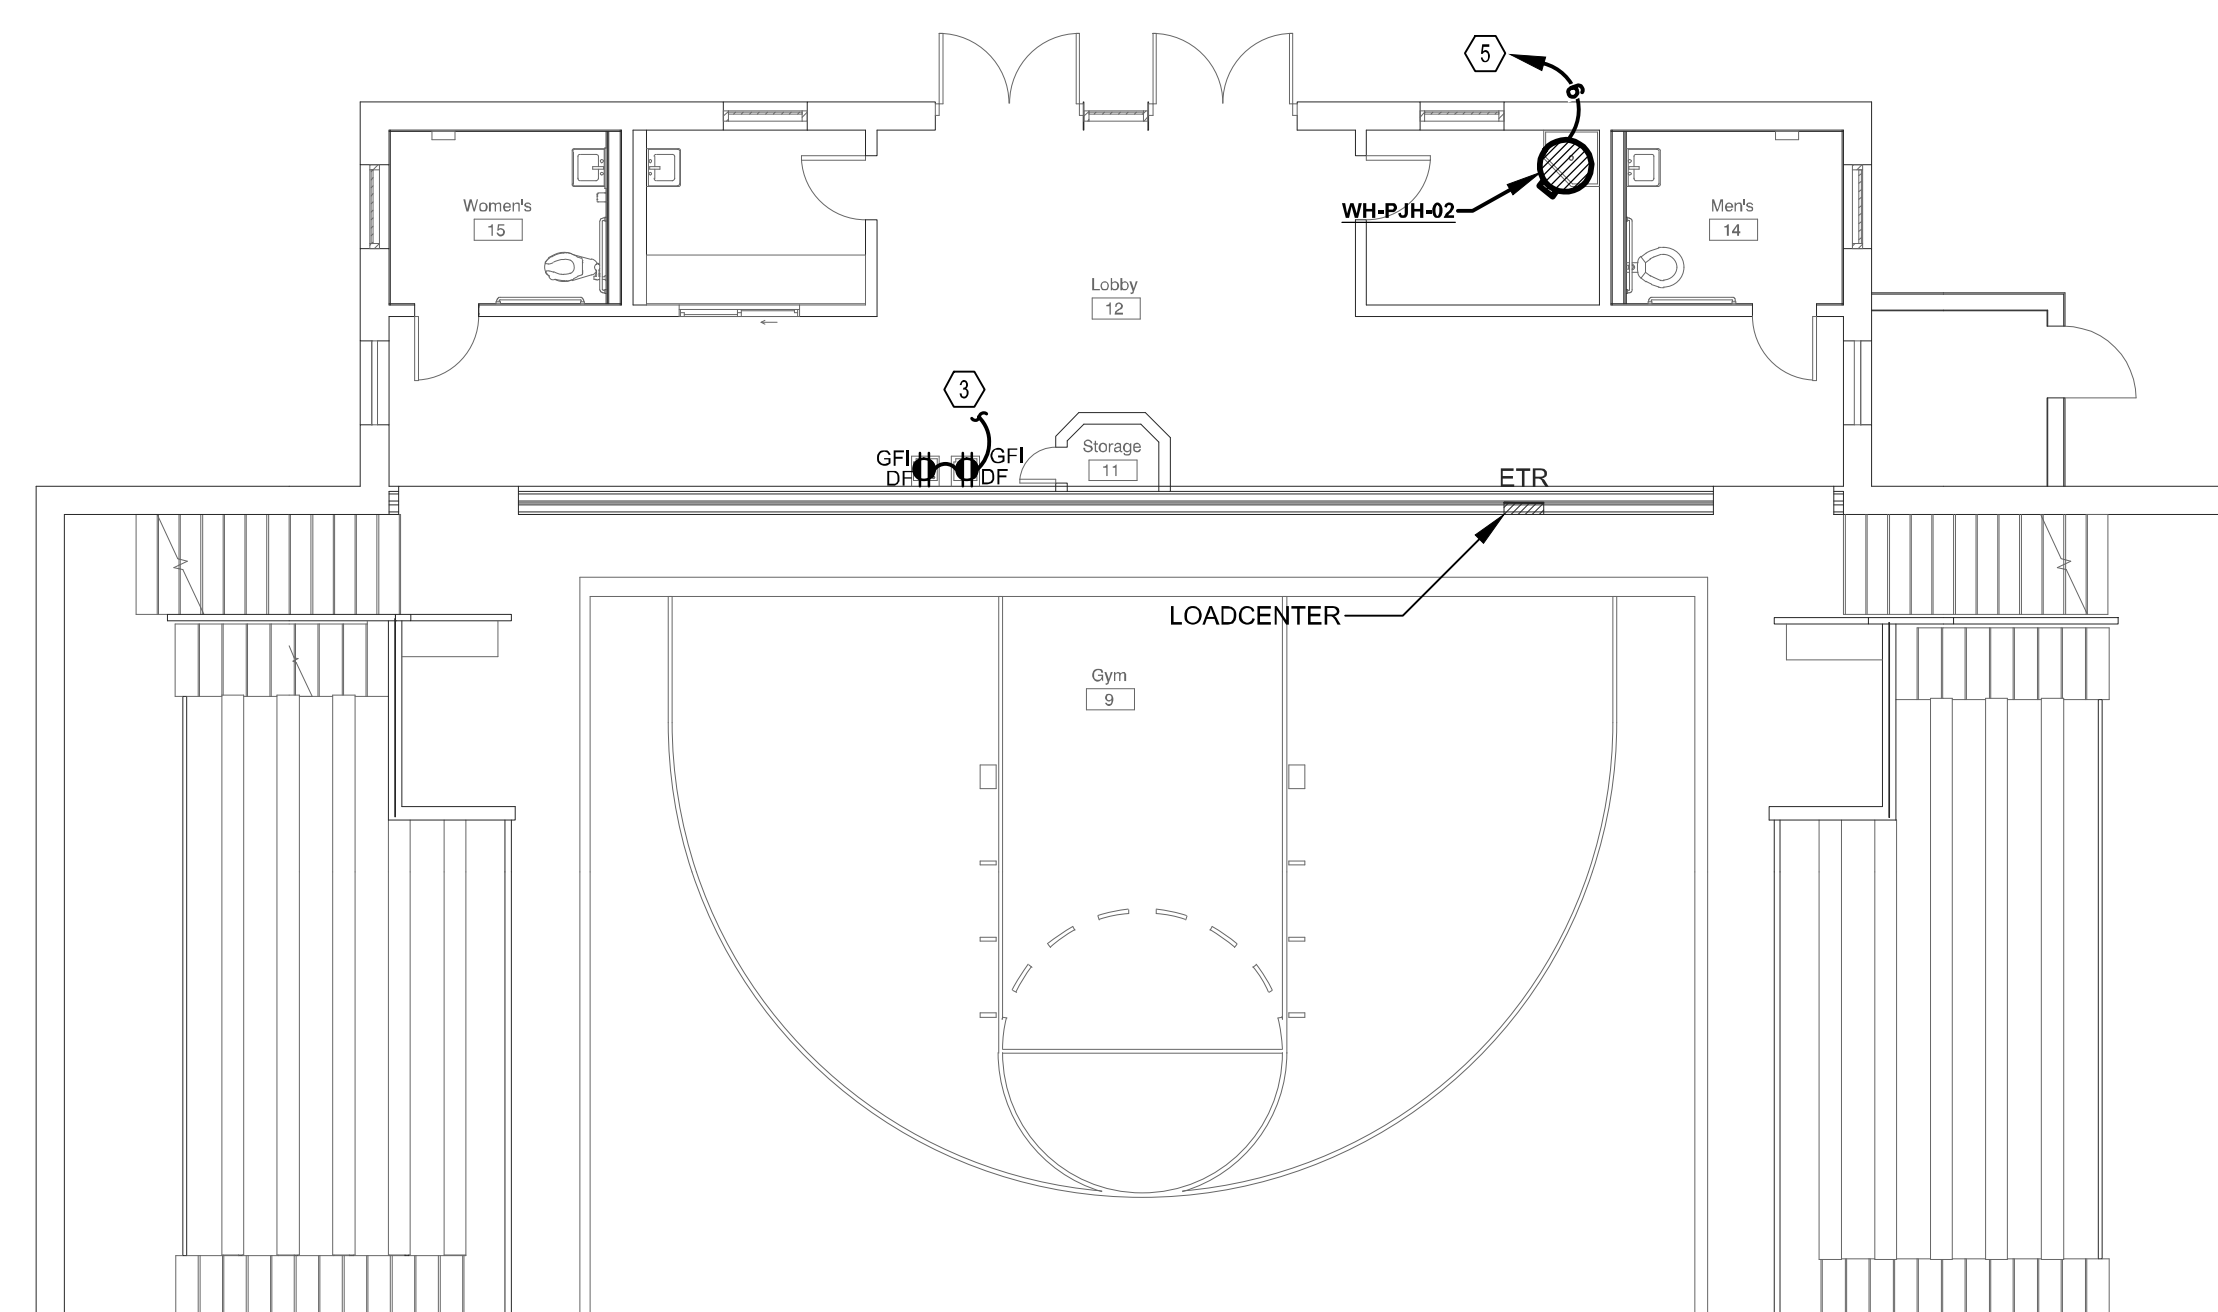 5
Women's
15
WH-PJH-02
Men's
14
Lobby
12
3
GFI
DF
GFI
DF
Storage
11
ETR
LOADCENTER
Gym
9